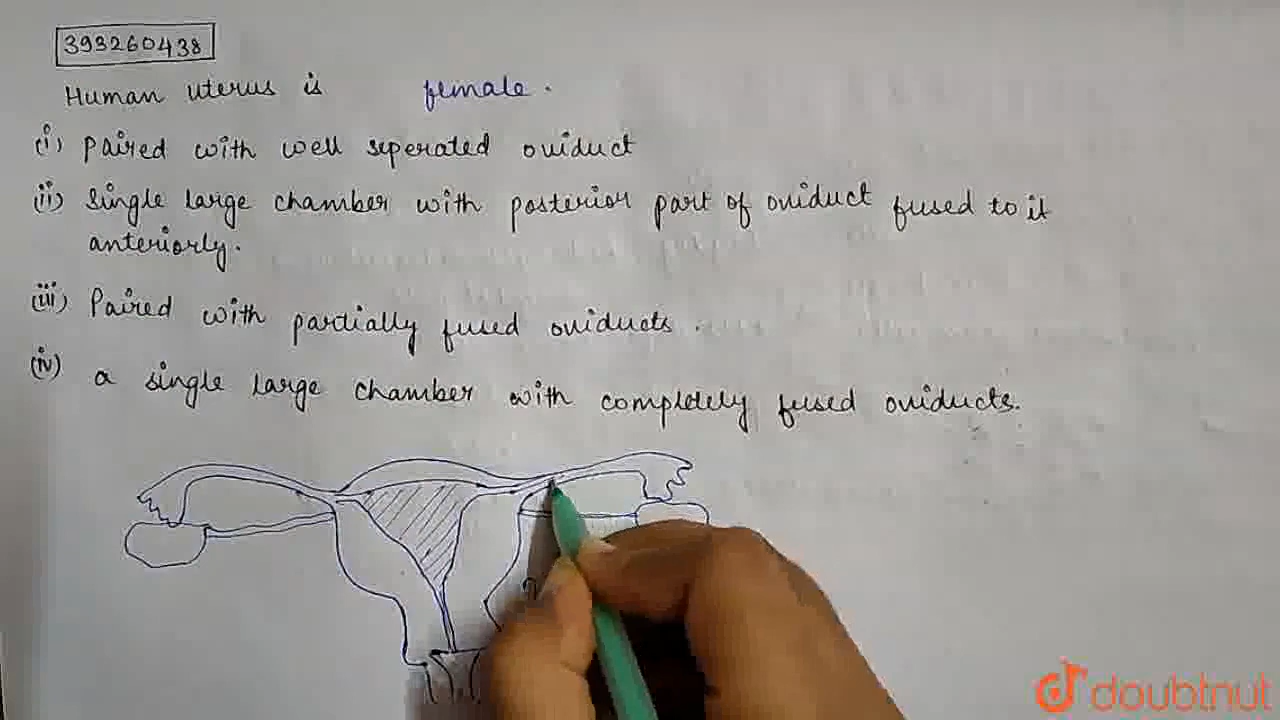 393260438
Human uterus is female.
(i) Paired with well seperated oviduct
(ii) Single large chamber with posterior part of oviduct fused to it
anteriorly.
(iii) Paired with partially fused oviducts.
(iv) a single large chamber with completely fused oviducts.
doubtnut